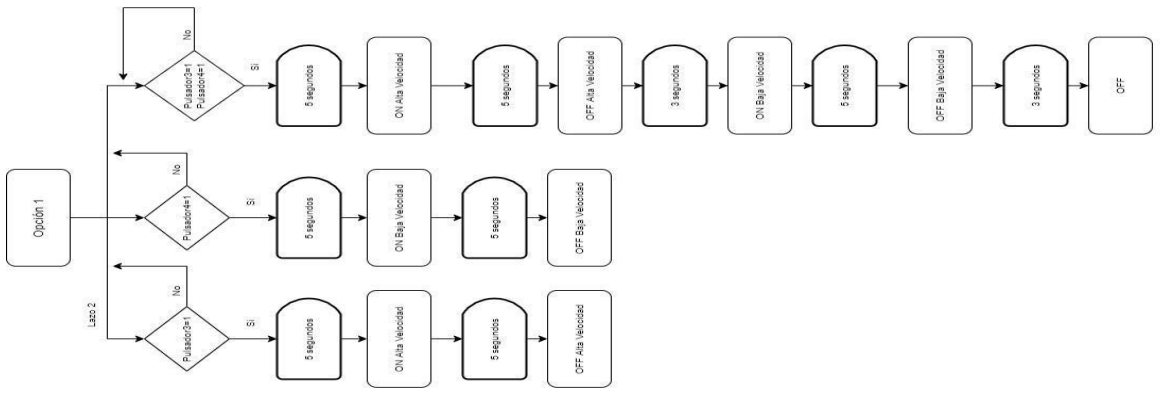 Opción 1
Lazo 2
No
Pulsador3=1
Pulsador4=1
Si
5 segundos
ON Alta Velocidad
5 segundos
OFF Alta Velocidad
3 segundos
ON Baja Velocidad
5 segundos
OFF Baja Velocidad
3 segundos
OFF
No
Pulsador4=1
Si
5 segundos
ON Baja Velocidad
5 segundos
OFF Baja Velocidad
No
Pulsador3=1
Si
5 segundos
ON Alta Velocidad
5 segundos
OFF Alta Velocidad